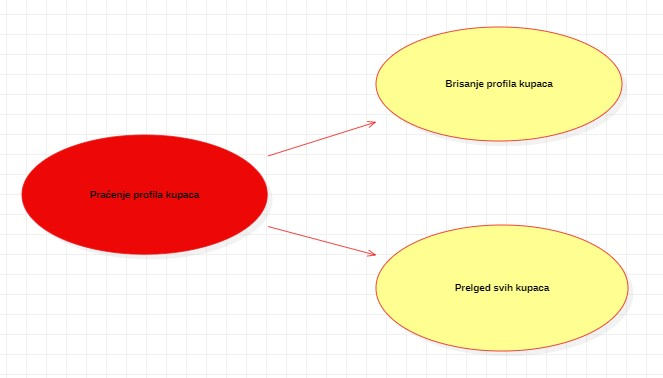 Brisanje profila kupaca
Praćenje profila kupaca
Prelged svih kupaca